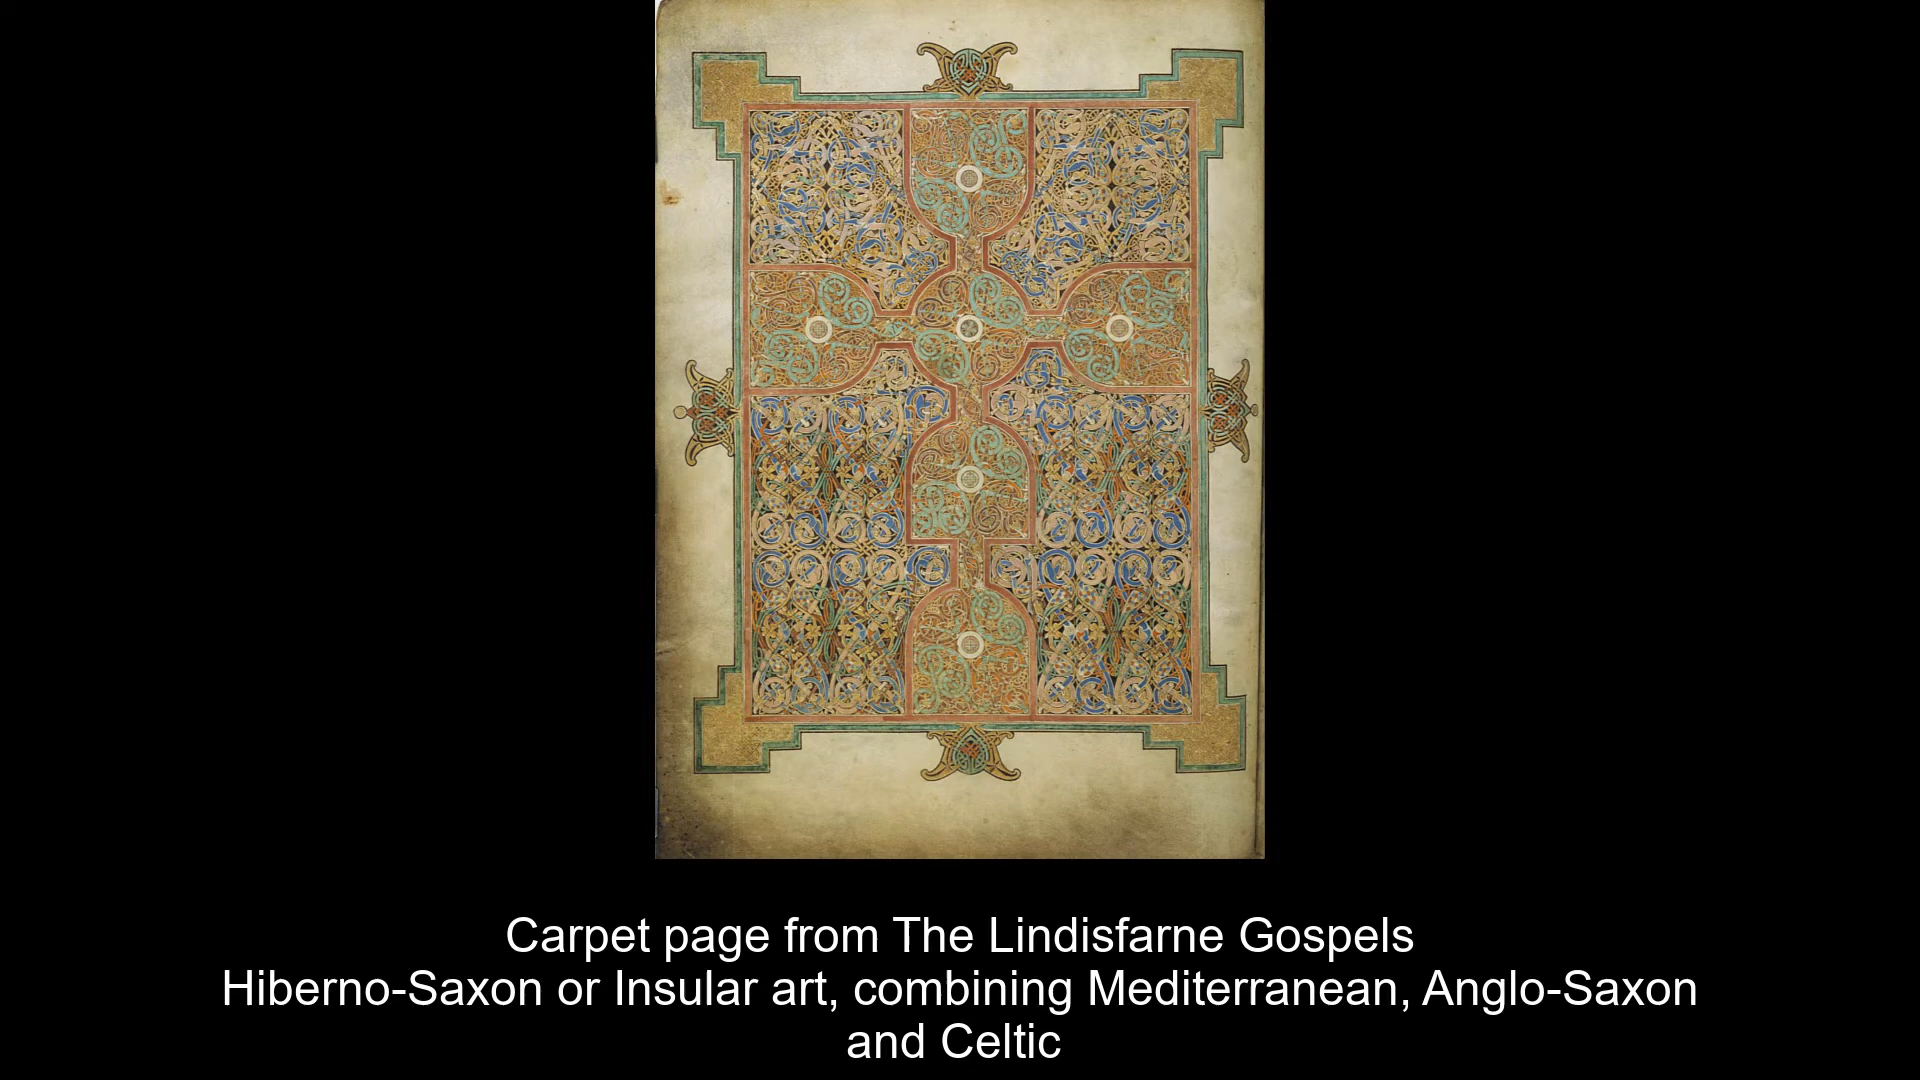 Carpet page from The Lindisfarne Gospels
Hiberno-Saxon or Insular art, combining Mediterranean, Anglo-Saxon
and Celtic